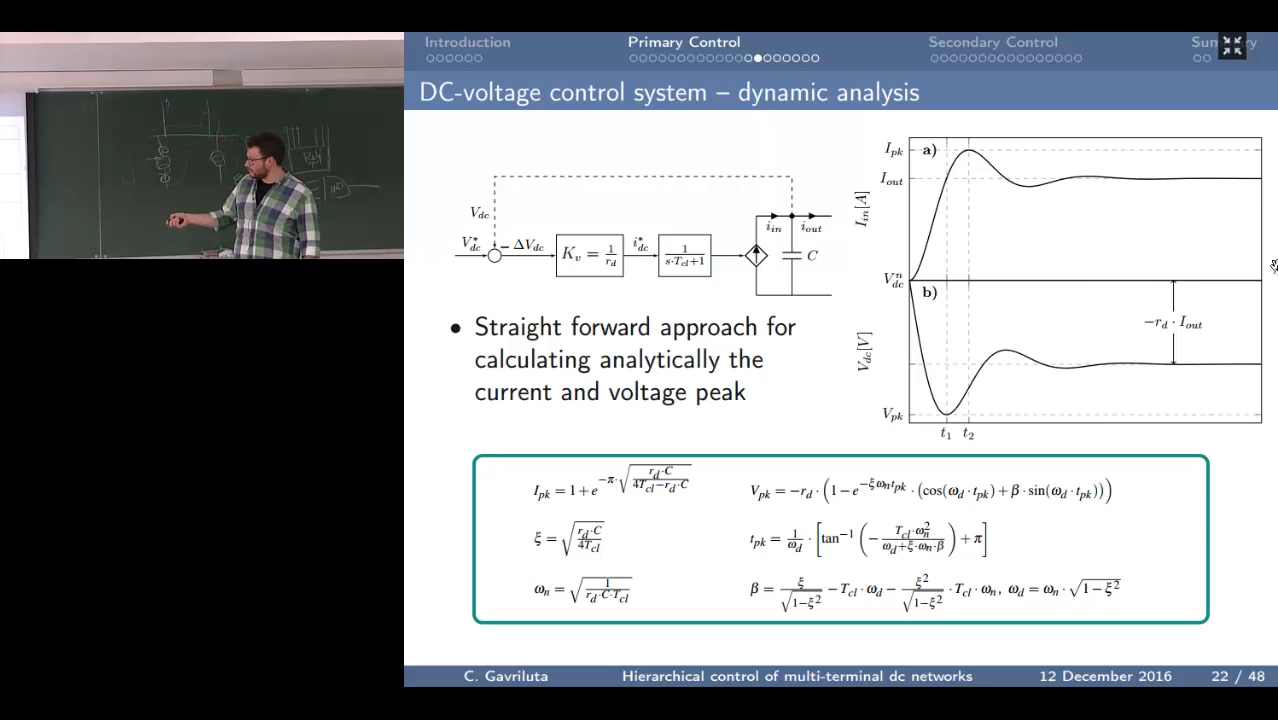 Introduction
Primary Control
Secondary Control
DC-voltage control system – dynamic analysis
V_dc
V*_dc
− ΔV_dc
K_v = 1/r_d
i*_dc
1/(s·T_cl+1)
i_in
i_out
C
• Straight forward approach for
calculating analytically the
current and voltage peak
a)
I_pk
I_out
I_in[A]
V^n_dc
b)
−r_d · I_out
V_dc[V]
V_pk
t_1 t_2
I_pk = 1 + e^(−π·√(r_d·C/(4T_cl−r_d·C)))
V_pk = −r_d · (1 − e^(−ξω_n t_pk) · (cos(ω_d · t_pk) + β · sin(ω_d · t_pk)))
ξ = √(r_d·C/4T_cl)
t_pk = 1/ω_d · [tan⁻¹(− T_cl·ω_n²/(ω_d+ξ·ω_n·β)) + π]
ω_n = √(1/(r_d·C·T_cl))
β = ξ/√(1−ξ²) − T_cl · ω_d − ξ²/√(1−ξ²) · T_cl · ω_n, ω_d = ω_n · √(1 − ξ²)
C. Gavriluta
Hierarchical control of multi-terminal dc networks
12 December 2016
22 / 48